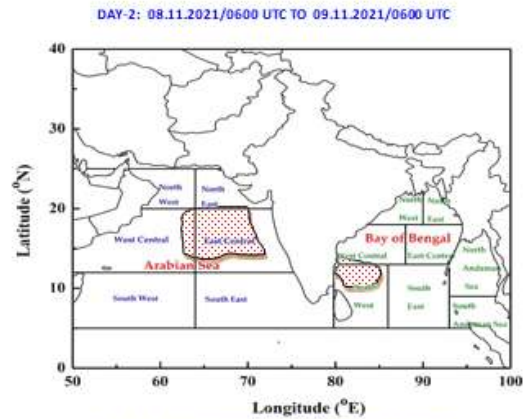 DAY-2: 08.11.2021/0600 UTC TO 09.11.2021/0600 UTC
40
30
20
10
0
Latitude (°N)
North
West
North
East
North
West
North
East
West Central
East Central
Arabian Sea
Bay of Bengal
West Central
East Central
North
Andaman
Sea
South West
South East
West
South
East
South
Andaman Sea
50
60
70
80
90
100
Longitude (°E)